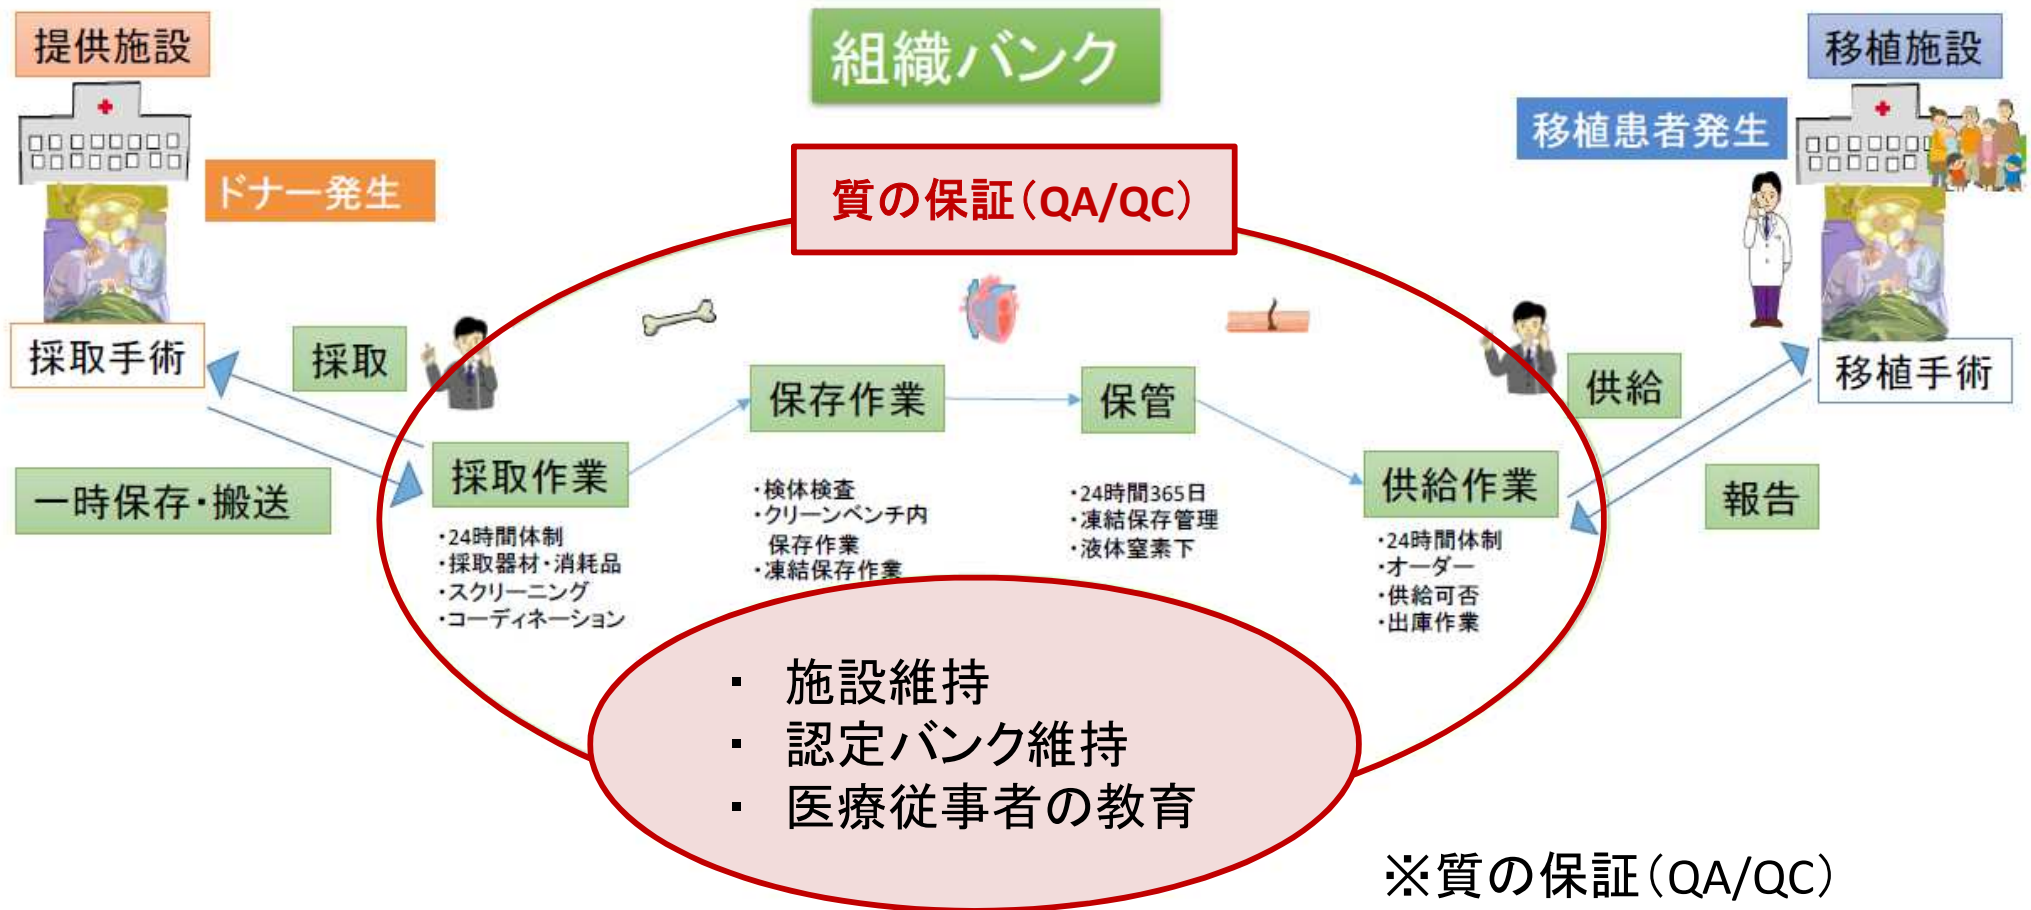 提供施設
組織バンク
移植施設
移植患者発生
ドナー発生
質の保証（QA/QC）
採取手術
採取
供給
移植手術
保存作業
保管
一時保存・搬送
採取作業
供給作業
報告
・24時間体制
・採取器材・消耗品
・スクリーニング
・コーディネーション
・検体検査
・クリーンベンチ内
保存作業
・凍結保存作業
・24時間365日
・凍結保存管理
・液体窒素下
・24時間体制
・オーダー
・供給可否
・出庫作業
・ 施設維持
・ 認定バンク維持
・ 医療従事者の教育
※質の保証（QA/QC）